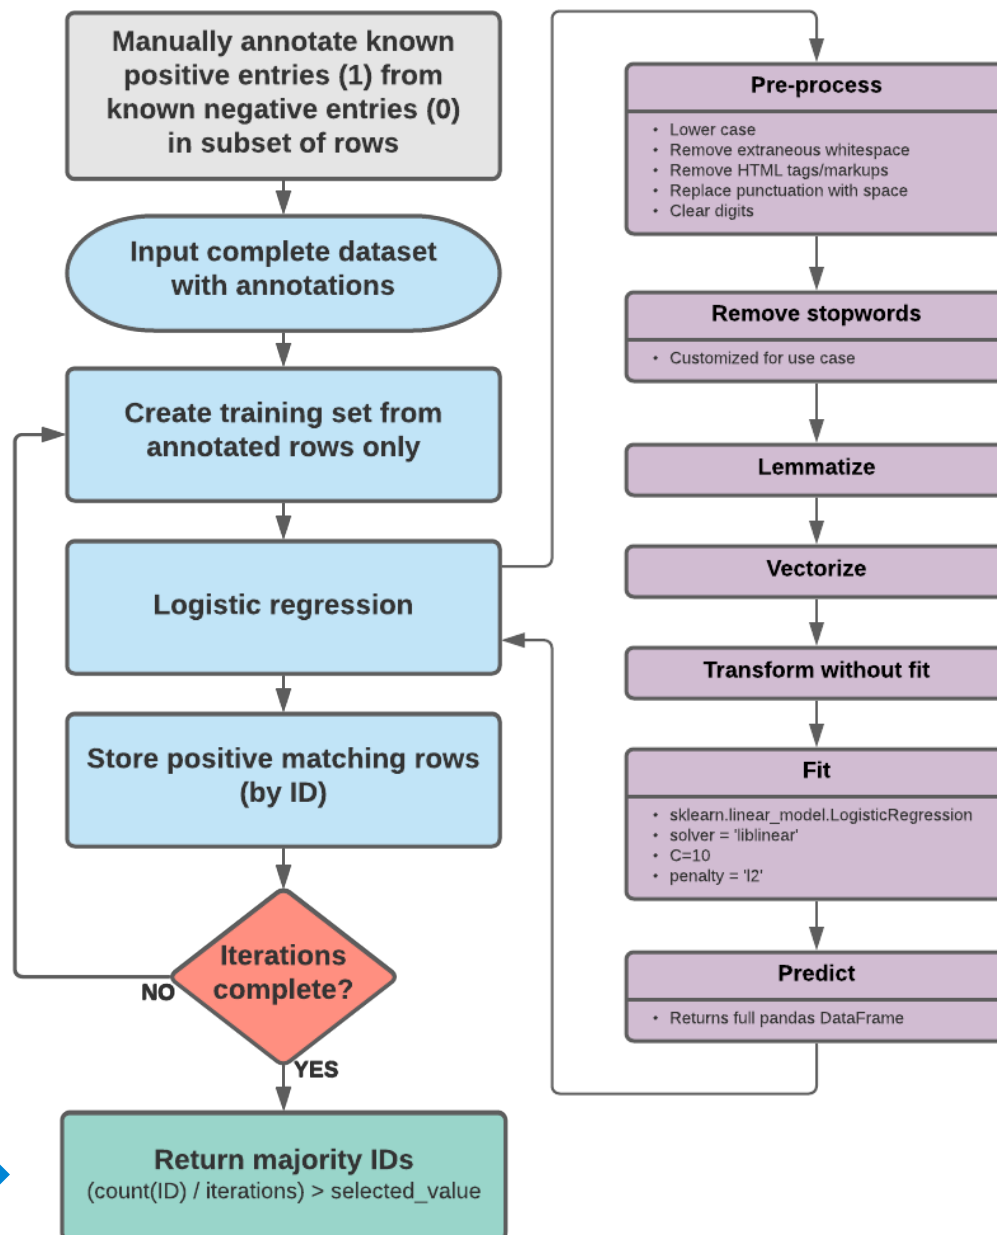 Manually annotate known
positive entries (1) from
known negative entries (0)
in subset of rows
Input complete dataset
with annotations
Create training set from
annotated rows only
Logistic regression
Store positive matching rows
(by ID)
Iterations
complete?
NO
YES
Return majority IDs
(count(ID) / iterations) > selected_value
Pre-process
• Lower case
• Remove extraneous whitespace
• Remove HTML tags/markups
• Replace punctuation with space
• Clear digits
Remove stopwords
• Customized for use case
Lemmatize
Vectorize
Transform without fit
Fit
• sklearn.linear_model.LogisticRegression
• solver = 'liblinear'
• C=10
• penalty = 'l2'
Predict
• Returns full pandas DataFrame